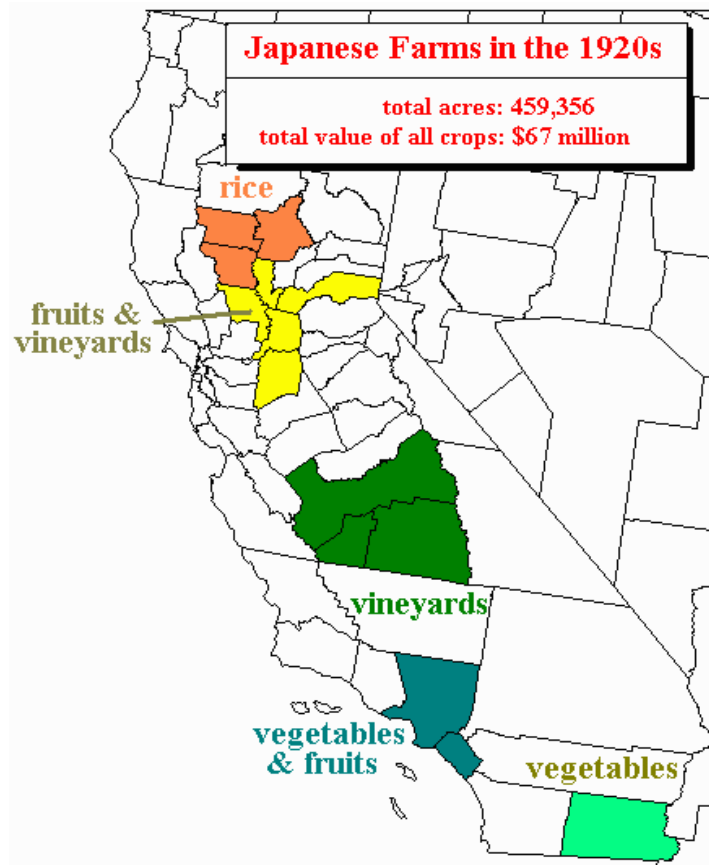 Japanese Farms in the 1920s
total acres: 459,356
total value of all crops: $67 million
rice
fruits &
vineyards
vineyards
vegetables
& fruits
vegetables